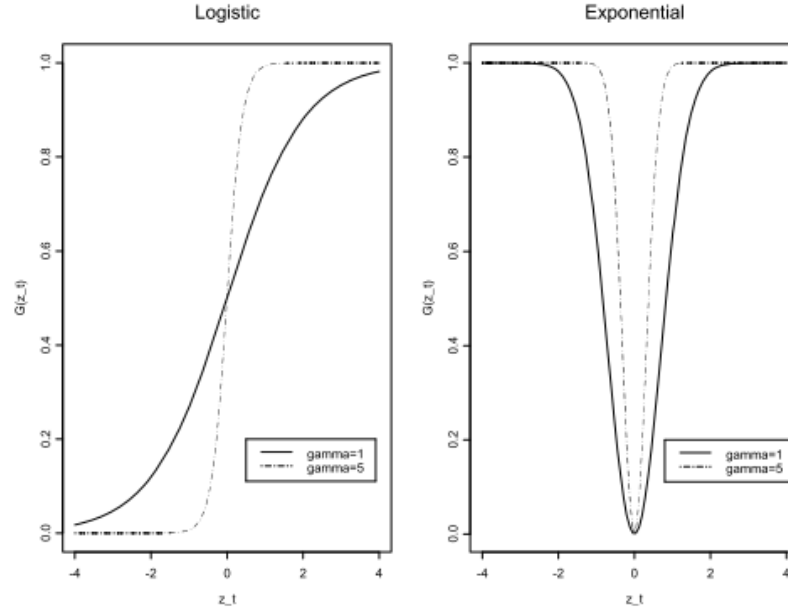 Logistic
G(z_t)
1.0
0.8
0.6
0.4
0.2
0.0
gamma=1
gamma=5
-4 -2 0 2 4
z_t
Exponential
G(z_t)
1.0
0.8
0.6
0.4
0.2
0.0
gamma=1
gamma=5
-4 -2 0 2 4
z_t